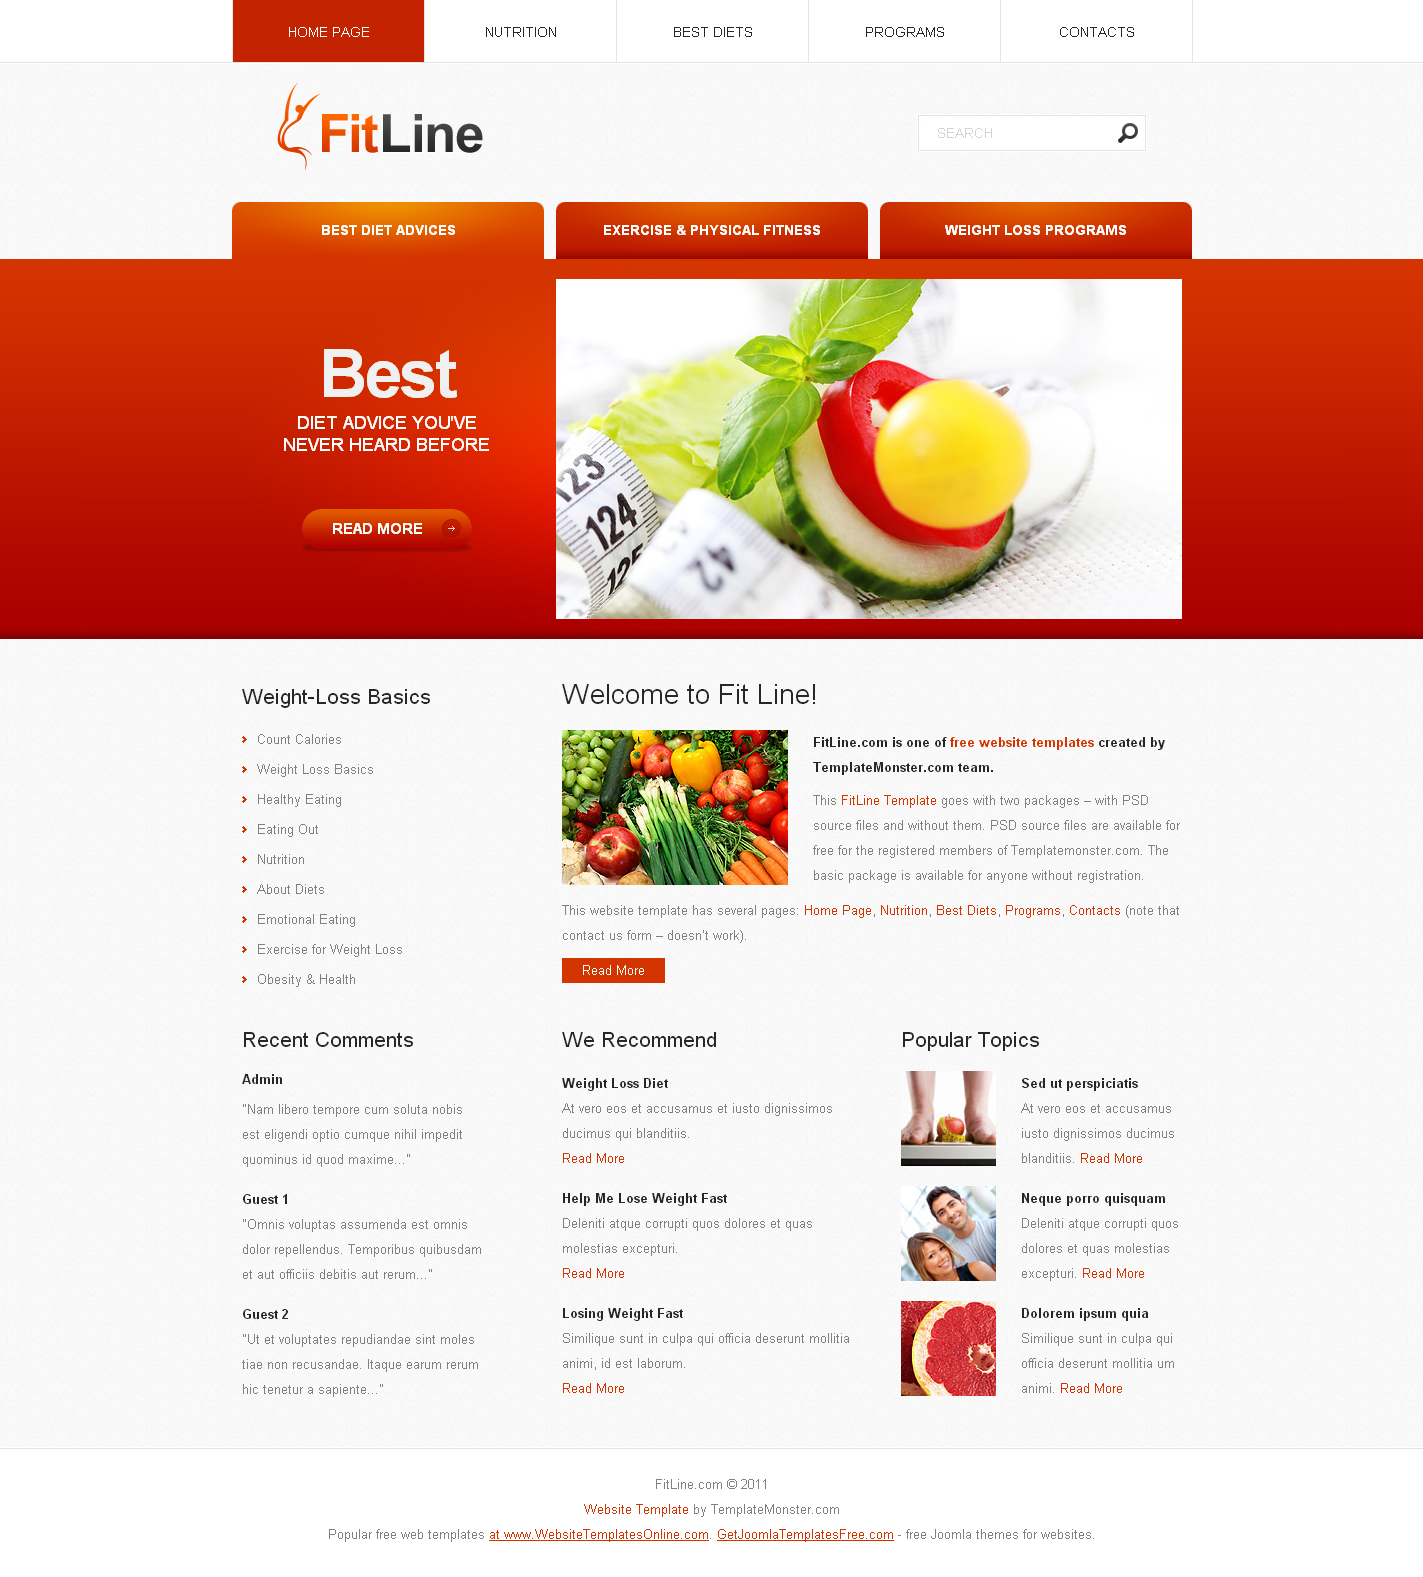 HOME PAGE
NUTRITION
BEST DIETS
PROGRAMS
CONTACTS
FitLine
SEARCH
BEST DIET ADVICES
EXERCISE & PHYSICAL FITNESS
WEIGHT LOSS PROGRAMS
Best
DIET ADVICE YOU'VE
NEVER HEARD BEFORE
READ MORE
123
124
125
42
Weight-Loss Basics
Count Calories
Weight Loss Basics
Healthy Eating
Eating Out
Nutrition
About Diets
Emotional Eating
Exercise for Weight Loss
Obesity & Health
Welcome to Fit Line!
FitLine.com is one of free website templates created by
TemplateMonster.com team.
This FitLine Template goes with two packages – with PSD
source files and without them. PSD source files are available for
free for the registered members of Templatemonster.com. The
basic package is available for anyone without registration.
This website template has several pages: Home Page, Nutrition, Best Diets, Programs, Contacts (note that
contact us form – doesn't work).
Read More
Recent Comments
Admin
"Nam libero tempore cum soluta nobis
est eligendi optio cumque nihil impedit
quominus id quod maxime..."
Guest 1
"Omnis voluptas assumenda est omnis
dolor repellendus. Temporibus quibusdam
et aut officiis debitis aut rerum..."
Guest 2
"Ut et voluptates repudiandae sint moles
tiae non recusandae. Itaque earum rerum
hic tenetur a sapiente..."
We Recommend
Weight Loss Diet
At vero eos et accusamus et iusto dignissimos
ducimus qui blanditiis.
Read More
Help Me Lose Weight Fast
Deleniti atque corrupti quos dolores et quas
molestias excepturi.
Read More
Losing Weight Fast
Similique sunt in culpa qui officia deserunt mollitia
animi, id est laborum.
Read More
Popular Topics
Sed ut perspiciatis
At vero eos et accusamus
iusto dignissimos ducimus
blanditiis. Read More
Neque porro quisquam
Deleniti atque corrupti quos
dolores et quas molestias
excepturi. Read More
Dolorem ipsum quia
Similique sunt in culpa qui
officia deserunt mollitia um
animi. Read More
FitLine.com © 2011
Website Template by TemplateMonster.com
Popular free web templates at www.WebsiteTemplatesOnline.com. GetJoomlaTemplatesFree.com - free Joomla themes for websites.